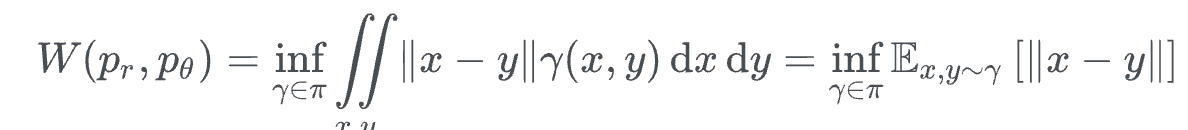 W(p_r, p_θ) = inf_{γ∈π} ∬_{x,y} ‖x − y‖γ(x, y) dx dy = inf_{γ∈π} 𝔼_{x,y∼γ} [‖x − y‖]